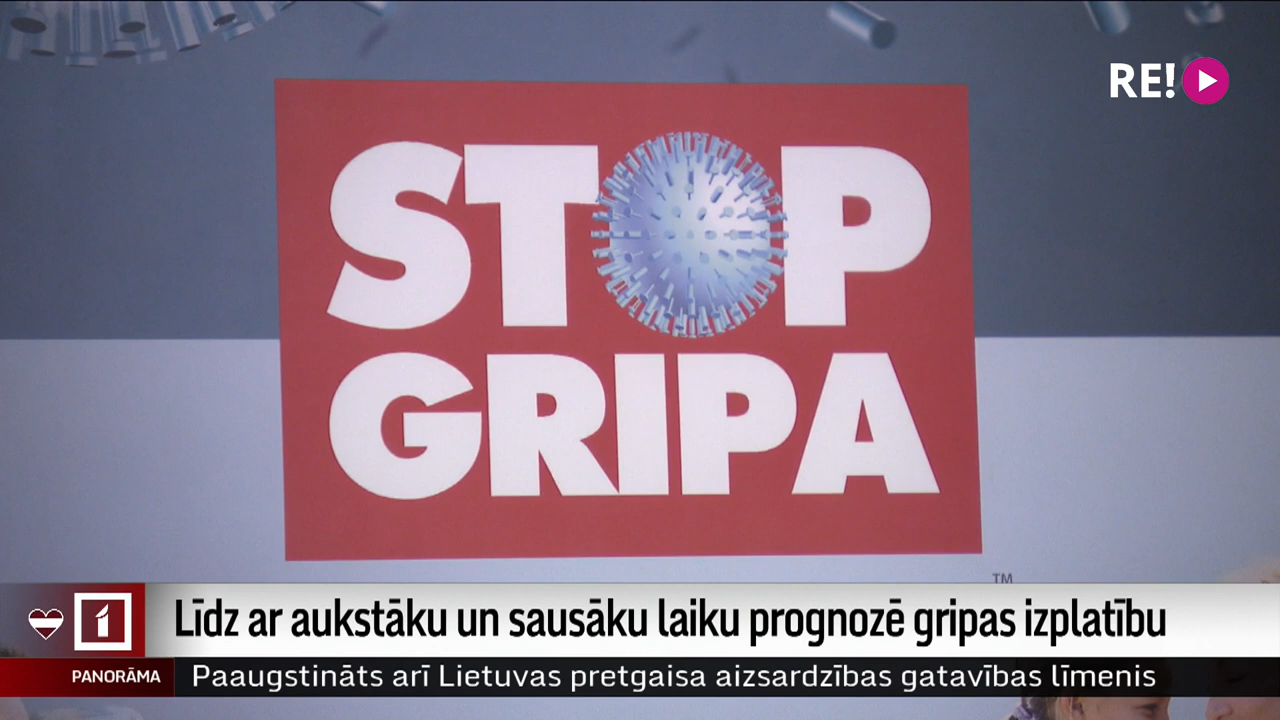 RE!
STOP
GRIPA
TM
1
Līdz ar aukstāku un sausāku laiku prognozē gripas izplatību
PANORĀMA
Paaugstināts arī Lietuvas pretgaisa aizsardzības gatavības līmenis